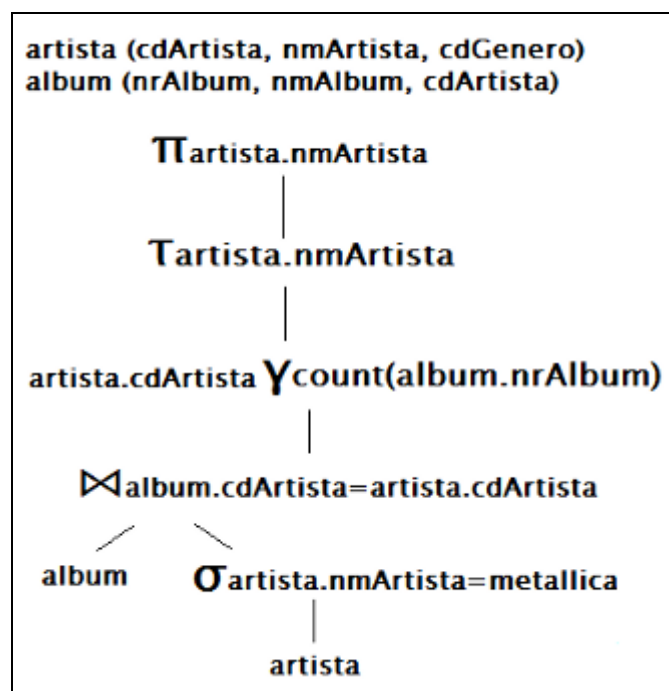 artista (cdArtista, nmArtista, cdGenero)
album (nrAlbum, nmAlbum, cdArtista)
πartista.nmArtista
τartista.nmArtista
artista.cdArtista γcount(album.nrAlbum)
⋈album.cdArtista=artista.cdArtista
album σartista.nmArtista=metallica
artista